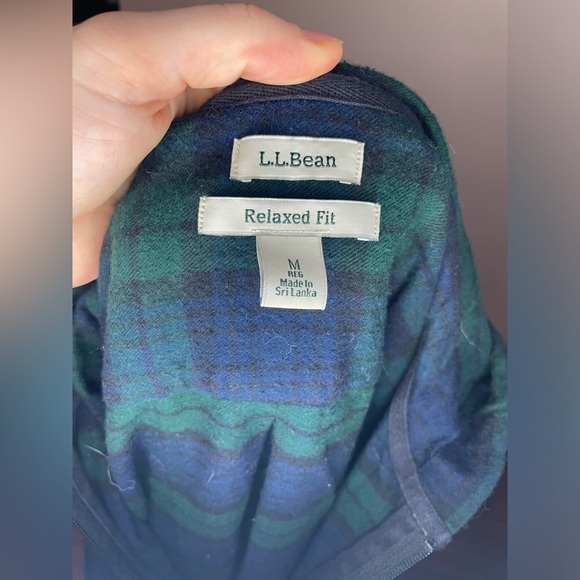 L.L.Bean
Relaxed Fit
M
REG
Made In
Sri Lanka